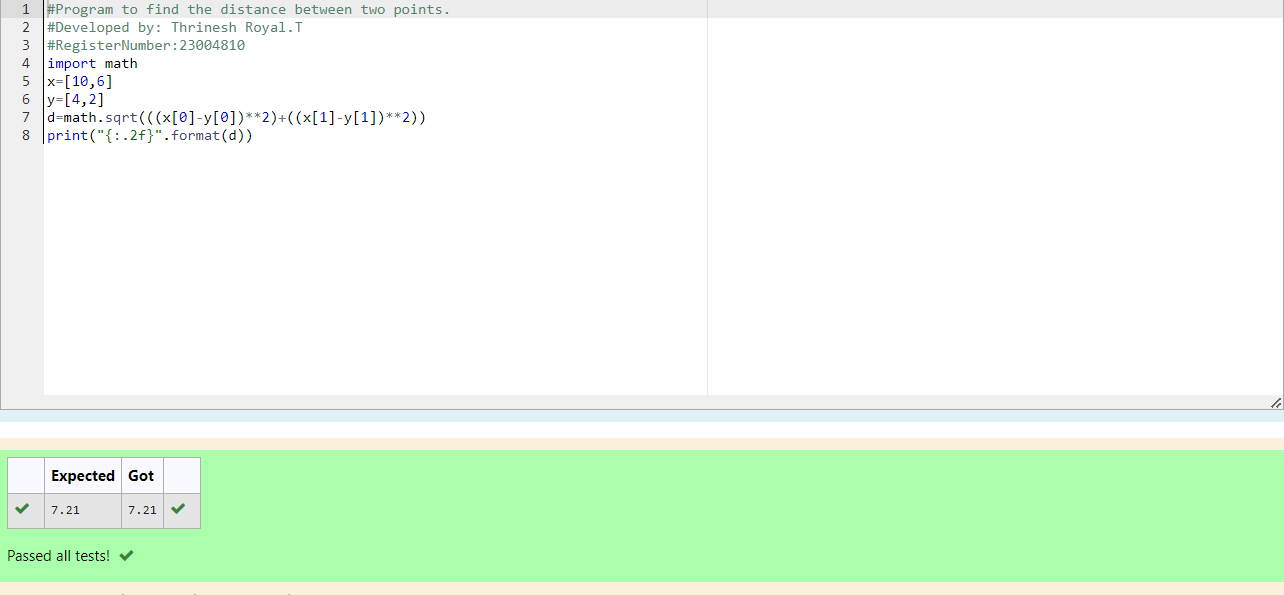 1 #Program to find the distance between two points.
2 #Developed by: Thrinesh Royal.T
3 #RegisterNumber:23004810
4 import math
5 x=[10,6]
6 y=[4,2]
7 d=math.sqrt(((x[0]-y[0])**2)+((x[1]-y[1])**2))
8 print("{:.2f}".format(d))
Expected Got
7.21 7.21
Passed all tests!